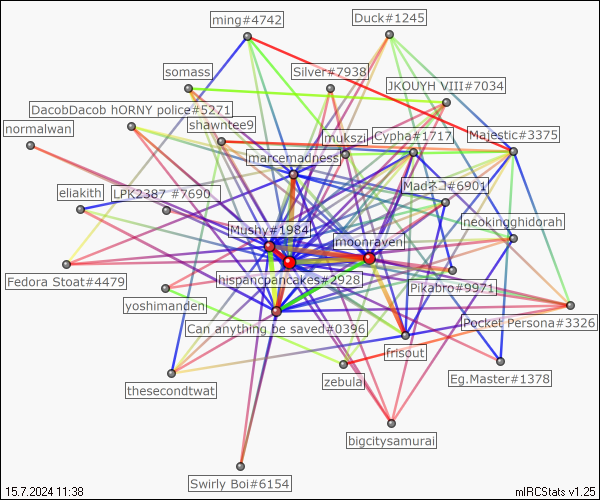 ming#4742
Duck#1245
somass
Silver#7938
JKOUYH VIII#7034
DacobDacob hORNY police#5271
normalwan
shawntee9
mukszi
Cypha#1717
Majestic#3375
marcemadness
eliakith
LPK2387 #7690
Madネコ#6901
neokingghidorah
Mushy#1984
moonraven
Fedora Stoat#4479
hispancpancakes#2928
Pikabro#9971
yoshimanden
Can anything be saved#0396
Pocket Persona#3326
frisout
thesecondtwat
zebula
Eg.Master#1378
bigcitysamurai
Swirly Boi#6154
15.7.2024 11:38
mIRCStats v1.25